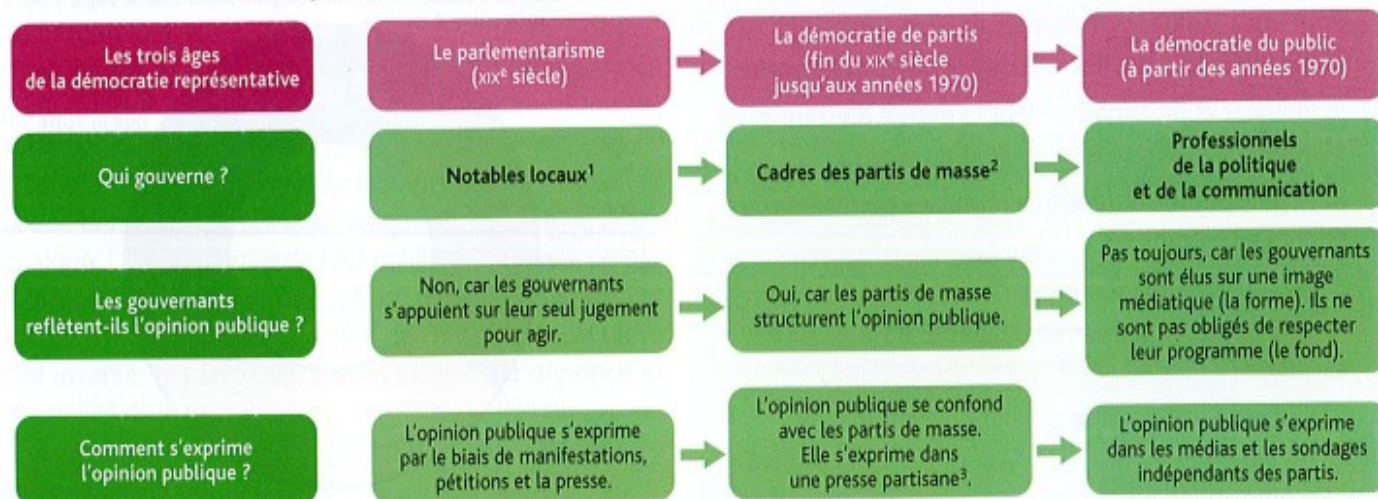 Les trois âges
de la démocratie représentative
Le parlementarisme
(XIXe siècle)
La démocratie de partis
(fin du XIXe siècle
jusqu'aux années 1970)
La démocratie du public
(à partir des années 1970)
Qui gouverne ?
Notables locaux¹
Cadres des partis de masse²
Professionnels
de la politique
et de la communication
Les gouvernants
reflètent-ils l'opinion publique ?
Non, car les gouvernants
s'appuient sur leur seul jugement
pour agir.
Oui, car les partis de masse
structurent l'opinion publique.
Pas toujours, car les gouvernants
sont élus sur une image
médiatique (la forme). Ils ne
sont pas obligés de respecter
leur programme (le fond).
Comment s'exprime
l'opinion publique ?
L'opinion publique s'exprime
par le biais de manifestations,
pétitions et la presse.
L'opinion publique se confond
avec les partis de masse.
Elle s'exprime dans
une presse partisane³.
L'opinion publique s'exprime
dans les médias et les sondages
indépendants des partis.